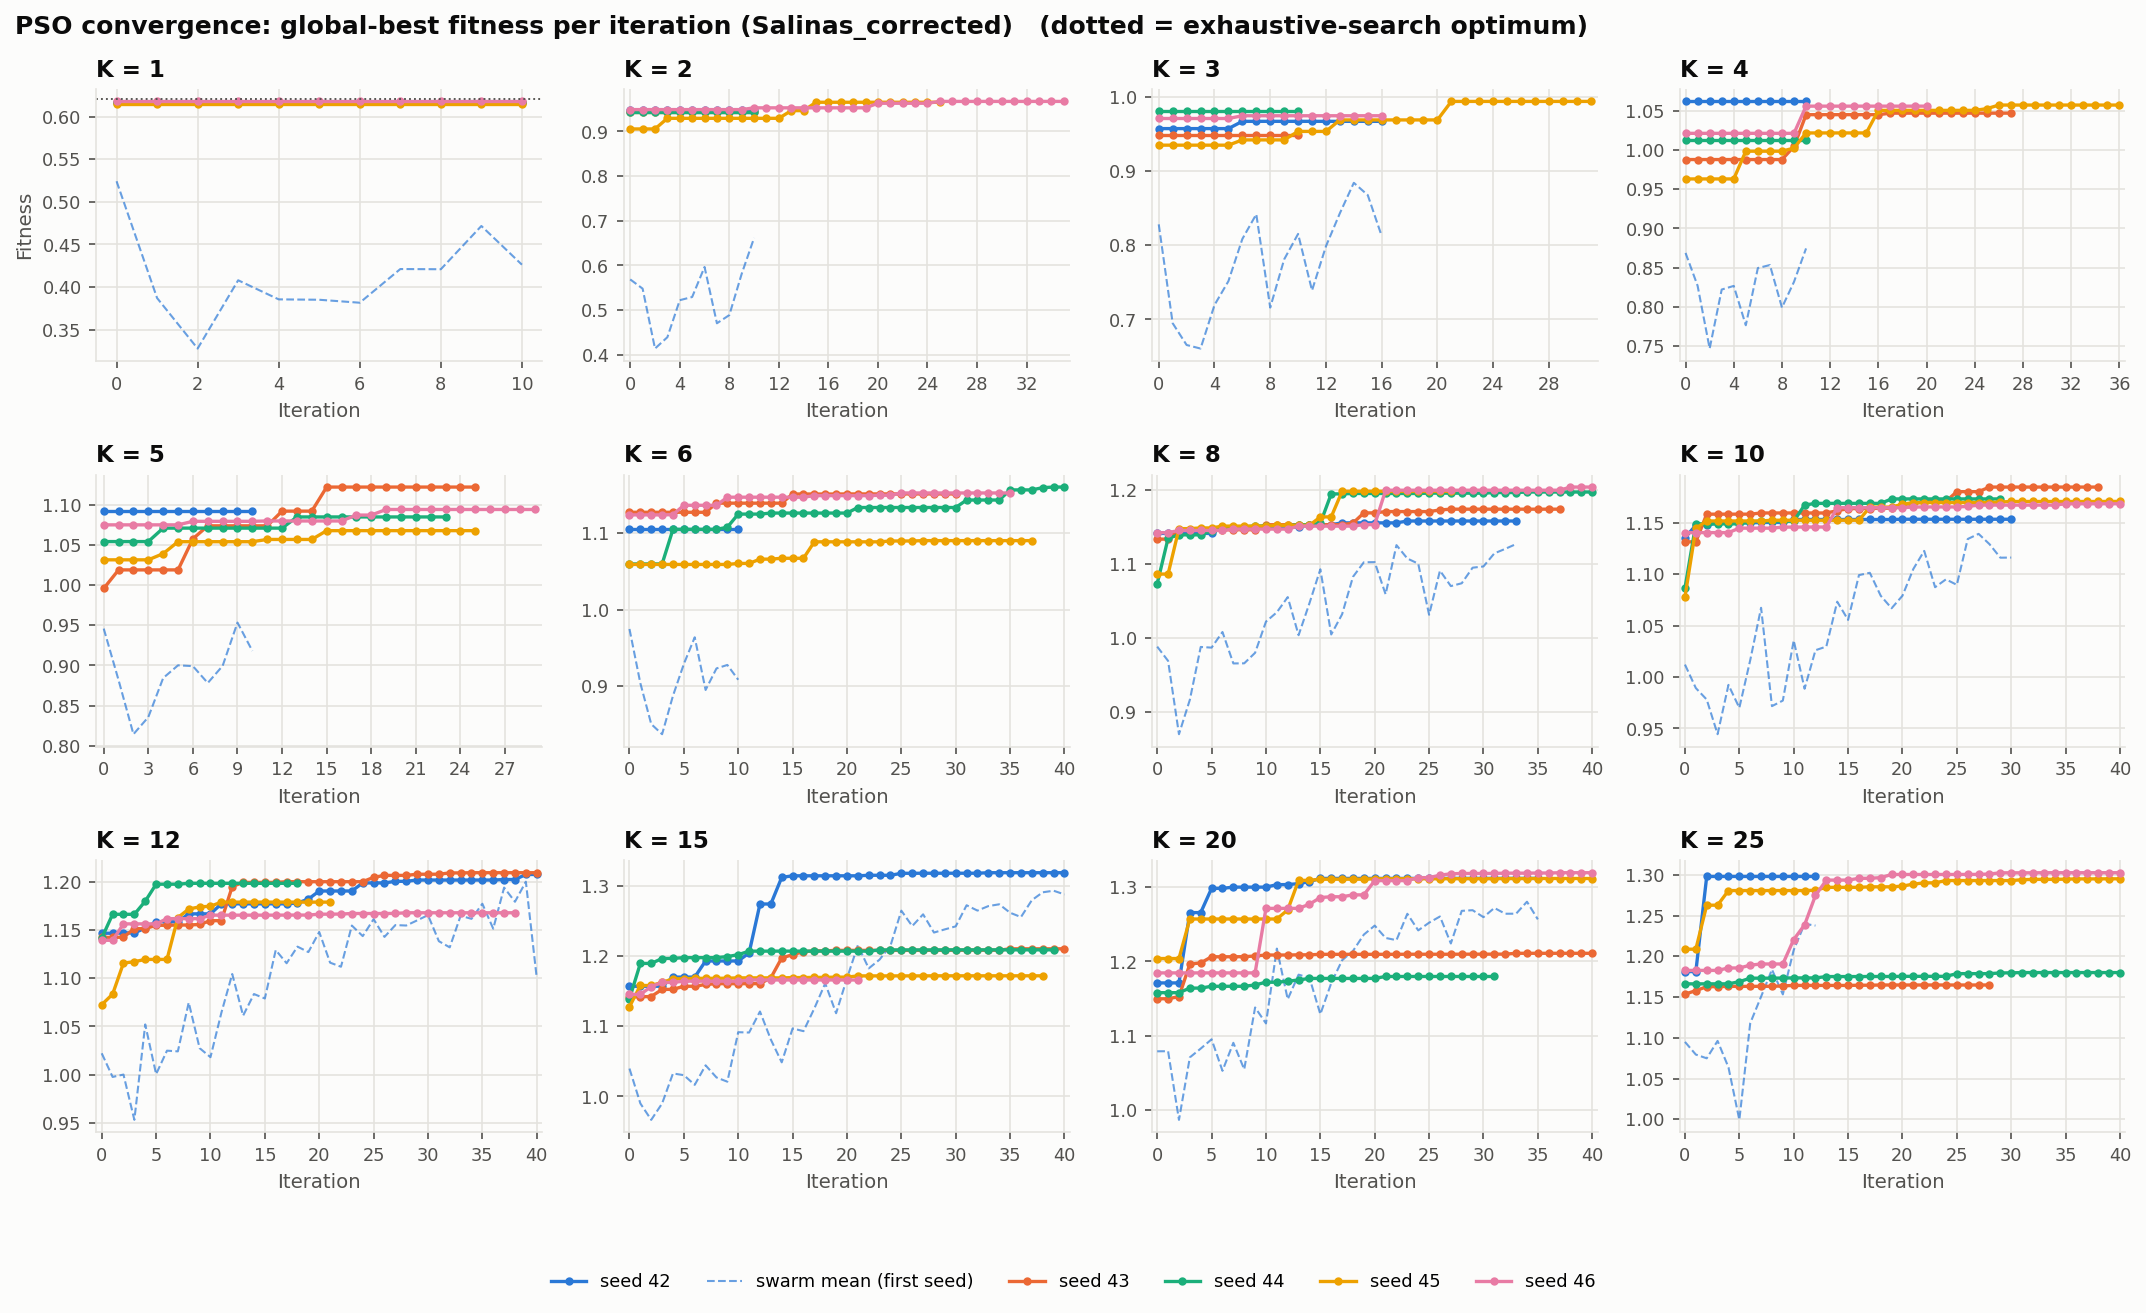 PSO convergence: global-best fitness per iteration (Salinas_corrected)   (dotted = exhaustive-search optimum)
K = 1
K = 2
K = 3
K = 4
Fitness
0.60
0.55
0.50
0.45
0.40
0.35
0 2 4 6 8 10
Iteration
0.9
0.8
0.7
0.6
0.5
0.4
0 4 8 12 16 20 24 28 32
Iteration
1.0
0.9
0.8
0.7
0 4 8 12 16 20 24 28
Iteration
1.05
1.00
0.95
0.90
0.85
0.80
0.75
0 4 8 12 16 20 24 28 32 36
Iteration
K = 5
K = 6
K = 8
K = 10
1.10
1.05
1.00
0.95
0.90
0.85
0.80
0 3 6 9 12 15 18 21 24 27
Iteration
1.1
1.0
0.9
0 5 10 15 20 25 30 35 40
Iteration
1.2
1.1
1.0
0.9
0 5 10 15 20 25 30 35 40
Iteration
1.15
1.10
1.05
1.00
0.95
0 5 10 15 20 25 30 35 40
Iteration
K = 12
K = 15
K = 20
K = 25
1.20
1.15
1.10
1.05
1.00
0.95
0 5 10 15 20 25 30 35 40
Iteration
1.3
1.2
1.1
1.0
0 5 10 15 20 25 30 35 40
Iteration
1.3
1.2
1.1
1.0
0 5 10 15 20 25 30 35 40
Iteration
1.30
1.25
1.20
1.15
1.10
1.05
1.00
0 5 10 15 20 25 30 35 40
Iteration
seed 42 swarm mean (first seed) seed 43 seed 44 seed 45 seed 46